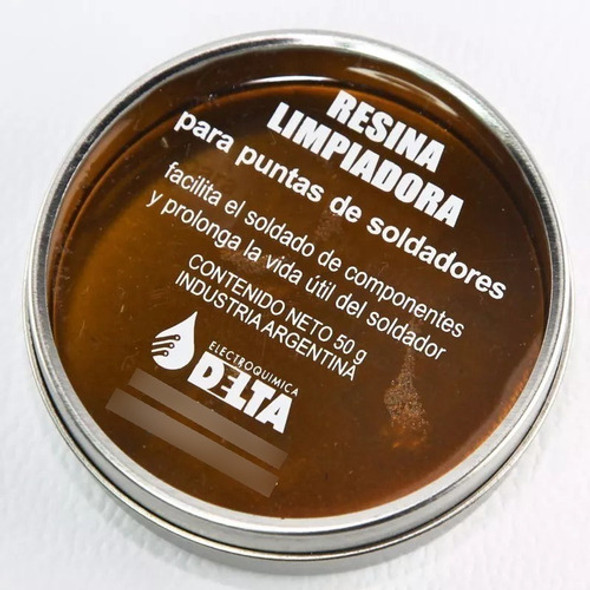 RESINA
LIMPIADORA
para puntas de soldadores
facilita el soldado de componentes
y prolonga la vida útil del soldador
CONTENIDO NETO 50 g
INDUSTRIA ARGENTINA
ELECTROQUIMICA
DELTA